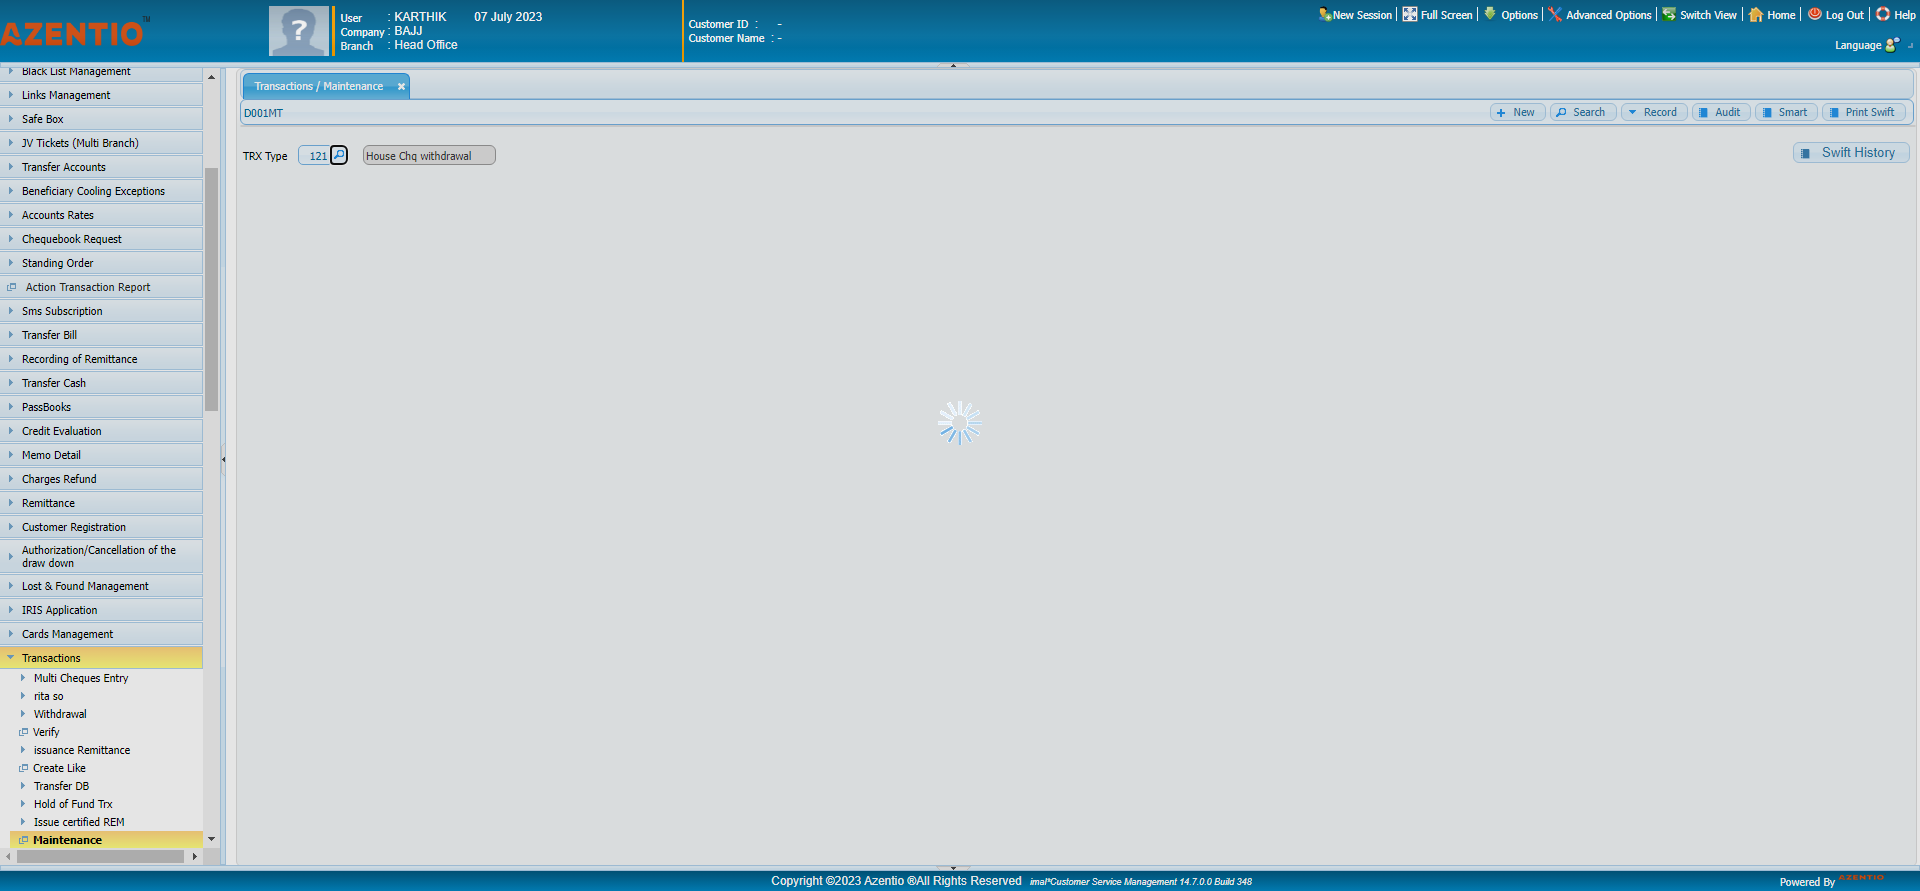 AZENTIO™
User : KARTHIK 07 July 2023
Company : BAJJ
Branch : Head Office
Customer ID : -
Customer Name : -
New Session Full Screen Options Advanced Options Switch View Home Log Out Help
Language
Black List Management
Links Management
Safe Box
JV Tickets (Multi Branch)
Transfer Accounts
Beneficiary Cooling Exceptions
Accounts Rates
Chequebook Request
Standing Order
Action Transaction Report
Sms Subscription
Transfer Bill
Recording of Remittance
Transfer Cash
PassBooks
Credit Evaluation
Memo Detail
Charges Refund
Remittance
Customer Registration
Authorization/Cancellation of the
draw down
Lost & Found Management
IRIS Application
Cards Management
Transactions
Multi Cheques Entry
rita so
Withdrawal
Verify
issuance Remittance
Create Like
Transfer DB
Hold of Fund Trx
Issue certified REM
Maintenance
Transactions / Maintenance
D001MT
New Search Record Audit Smart Print Swift
TRX Type 121 House Chq withdrawal
Swift History
Copyright ©2023 Azentio ®All Rights Reserved imal*Customer Service Management 14.7.0.0 Build 348
Powered By AZENTIO